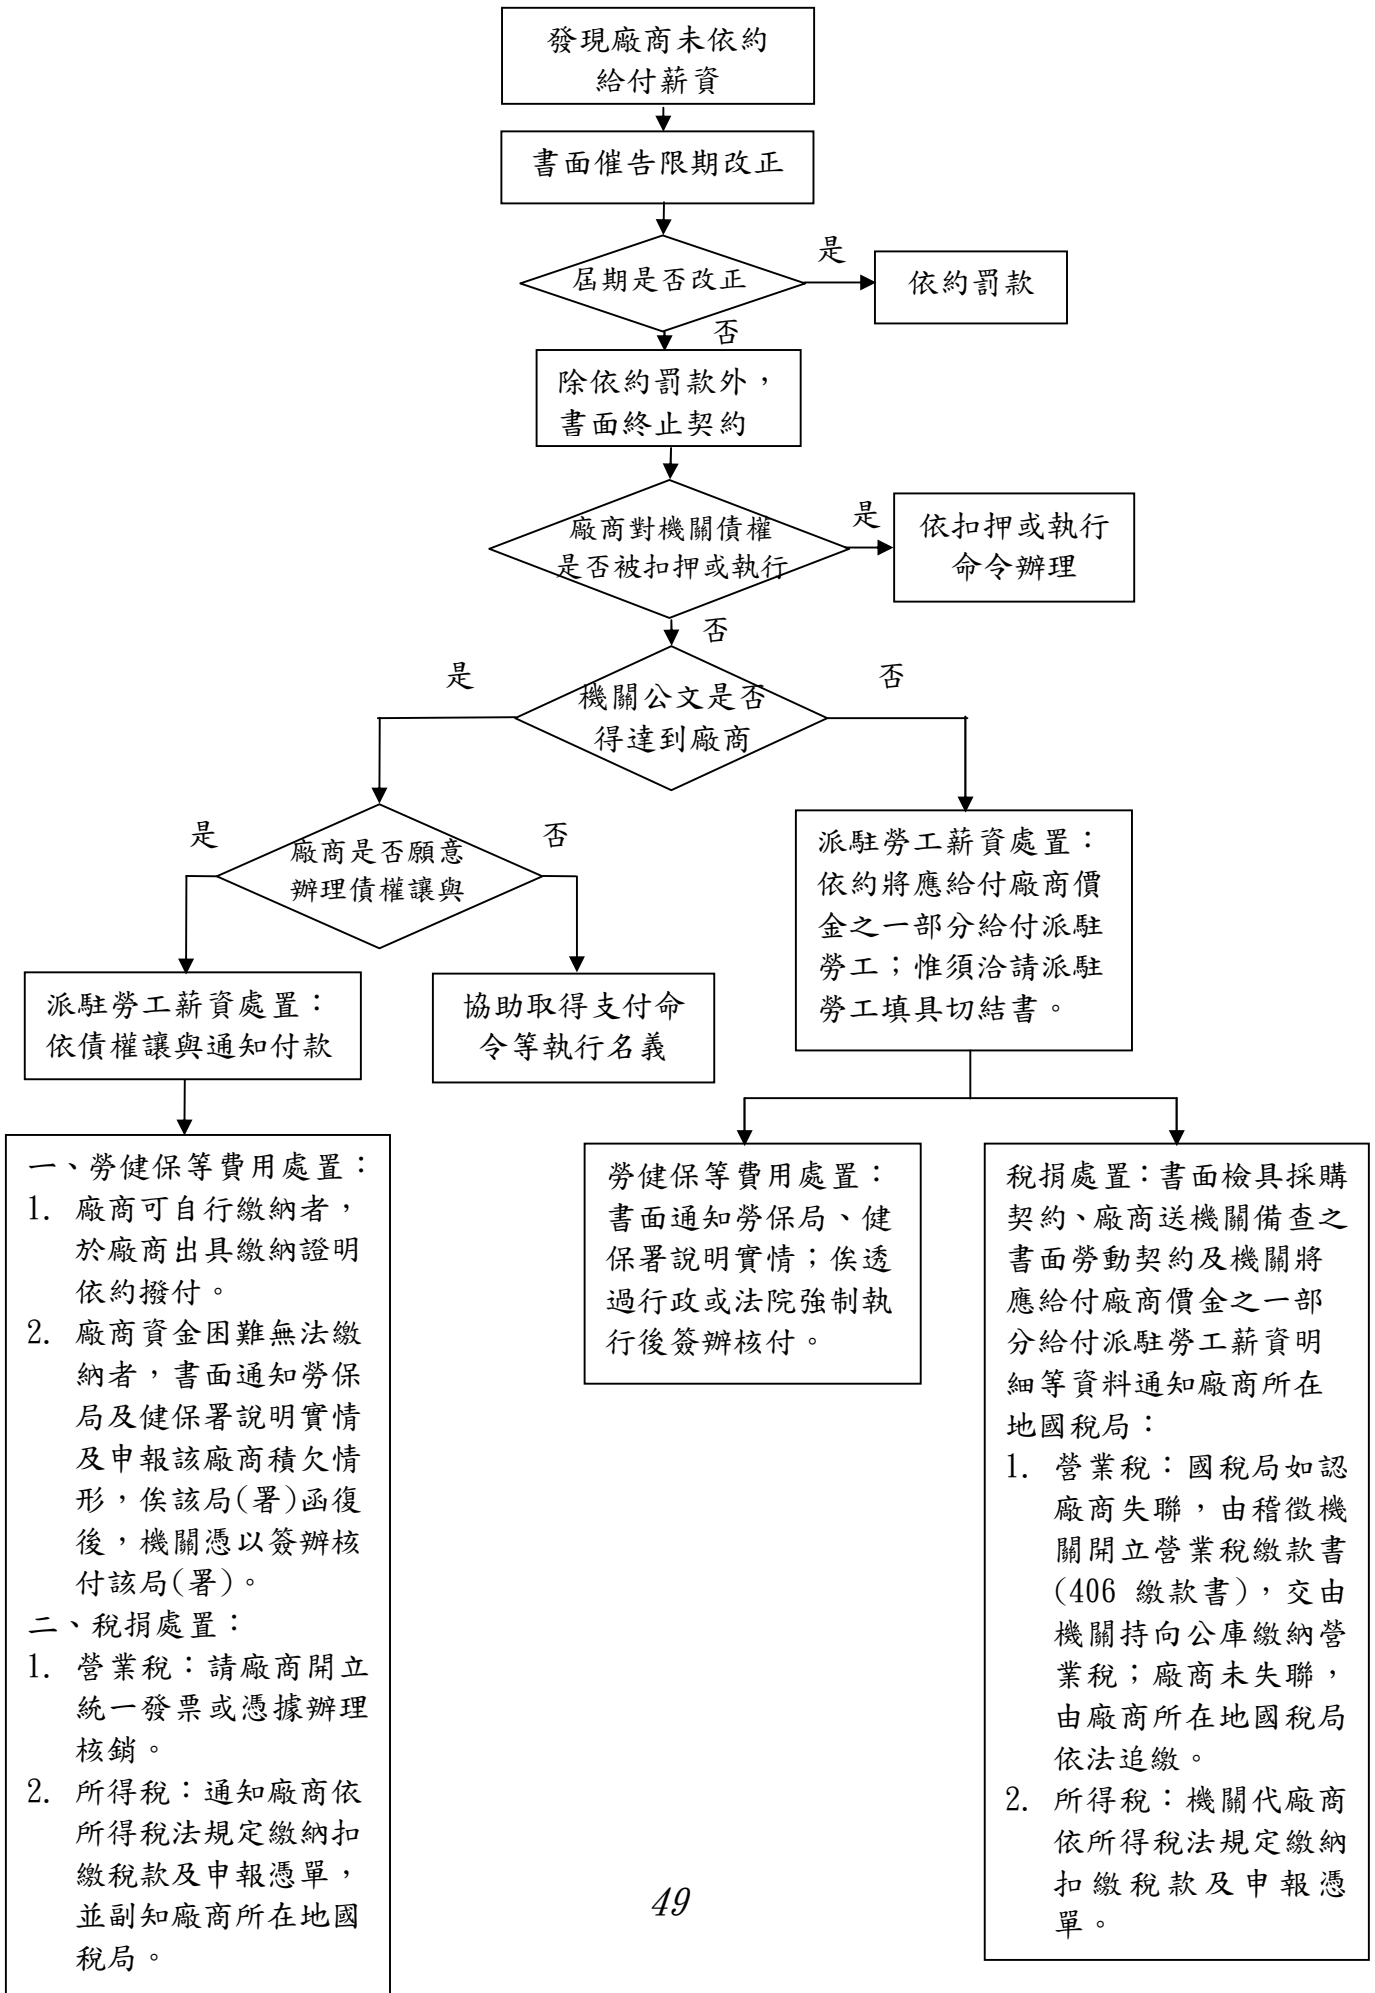 發現廠商未依約
給付薪資
書面催告限期改正
屆期是否改正
是
依約罰款
否
除依約罰款外，
書面終止契約
廠商對機關債權
是否被扣押或執行
是
依扣押或執行
命令辦理
否
機關公文是否
得達到廠商
是
否
廠商是否願意
辦理債權讓與
是
否
派駐勞工薪資處置：
依債權讓與通知付款
協助取得支付命
令等執行名義
派駐勞工薪資處置：
依約將應給付廠商價
金之一部分給付派駐
勞工；惟須洽請派駐
勞工填具切結書。
一、勞健保等費用處置：
1. 廠商可自行繳納者，
於廠商出具繳納證明
依約撥付。
2. 廠商資金困難無法繳
納者，書面通知勞保
局及健保署說明實情
及申報該廠商積欠情
形，俟該局(署)函復
後，機關憑以簽辦核
付該局(署)。
二、稅捐處置：
1. 營業稅：請廠商開立
統一發票或憑據辦理
核銷。
2. 所得稅：通知廠商依
所得稅法規定繳納扣
繳稅款及申報憑單，
並副知廠商所在地國
稅局。
勞健保等費用處置：
書面通知勞保局、健
保署說明實情；俟透
過行政或法院強制執
行後簽辦核付。
稅捐處置：書面檢具採購
契約、廠商送機關備查之
書面勞動契約及機關將
應給付廠商價金之一部
分給付派駐勞工薪資明
細等資料通知廠商所在
地國稅局：
1. 營業稅：國稅局如認
廠商失聯，由稽徵機
關開立營業稅繳款書
(406 繳款書)，交由
機關持向公庫繳納營
業稅；廠商未失聯，
由廠商所在地國稅局
依法追繳。
2. 所得稅：機關代廠商
依所得稅法規定繳納
扣繳稅款及申報憑
單。
49